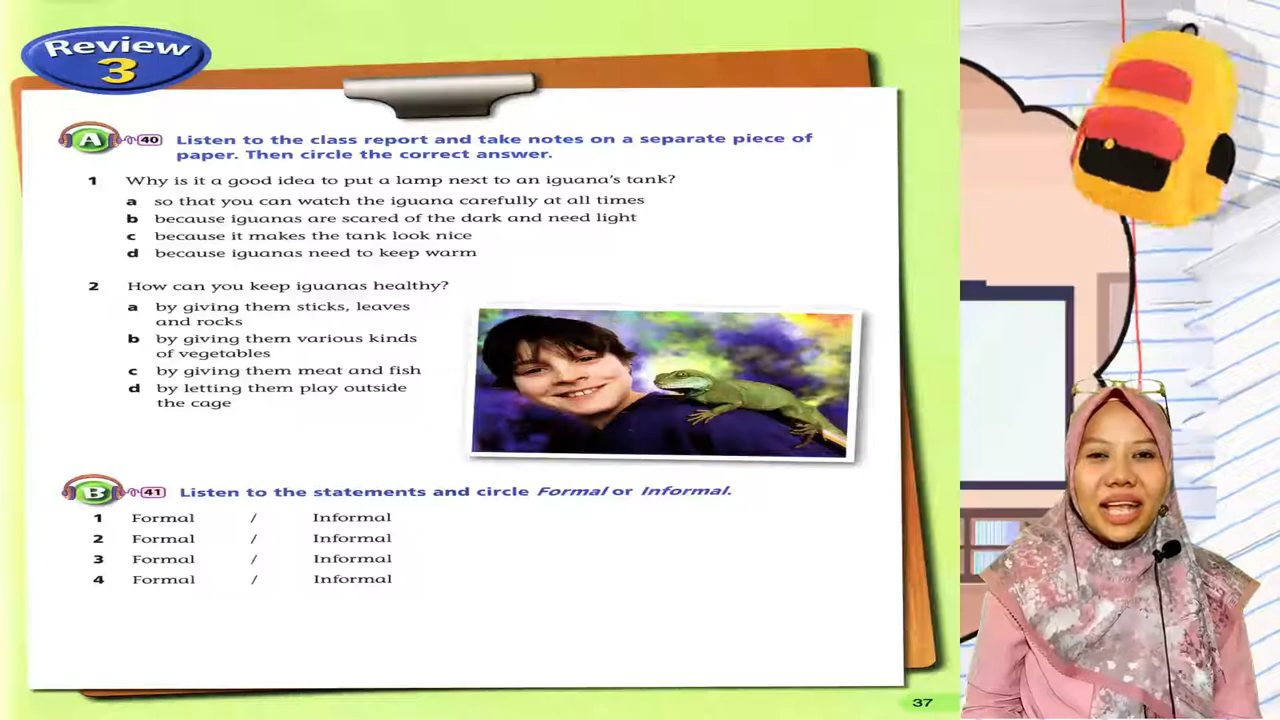 Review
3
A 40 Listen to the class report and take notes on a separate piece of
paper. Then circle the correct answer.
1 Why is it a good idea to put a lamp next to an iguana's tank?
a so that you can watch the iguana carefully at all times
b because iguanas are scared of the dark and need light
c because it makes the tank look nice
d because iguanas need to keep warm
2 How can you keep iguanas healthy?
a by giving them sticks, leaves
and rocks
b by giving them various kinds
of vegetables
c by giving them meat and fish
d by letting them play outside
the cage
B 41 Listen to the statements and circle Formal or Informal.
1 Formal / Informal
2 Formal / Informal
3 Formal / Informal
4 Formal / Informal
37